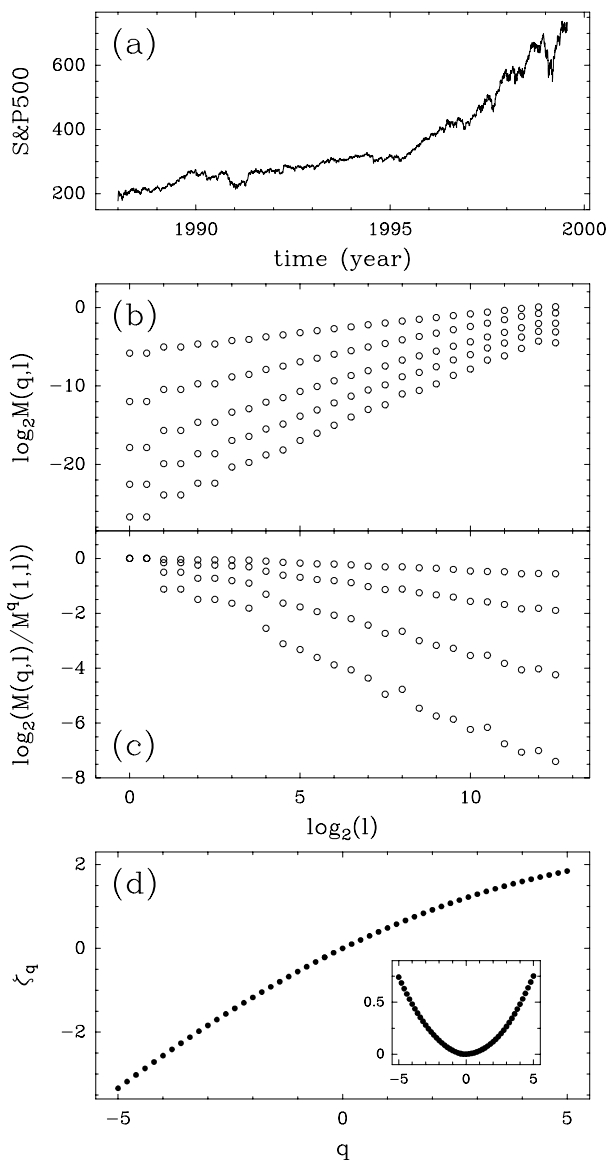 (a)
S&P500
600
400
200
1990
1995
2000
time (year)
(b)
log₂M(q,l)
0
−10
−20
(c)
log₂(M(q,l)/M^q(1,l))
0
−2
−4
−6
−8
0
5
10
log₂(l)
(d)
ζq
2
0
−2
−5
0
5
q
0.5
0
−5
0
5